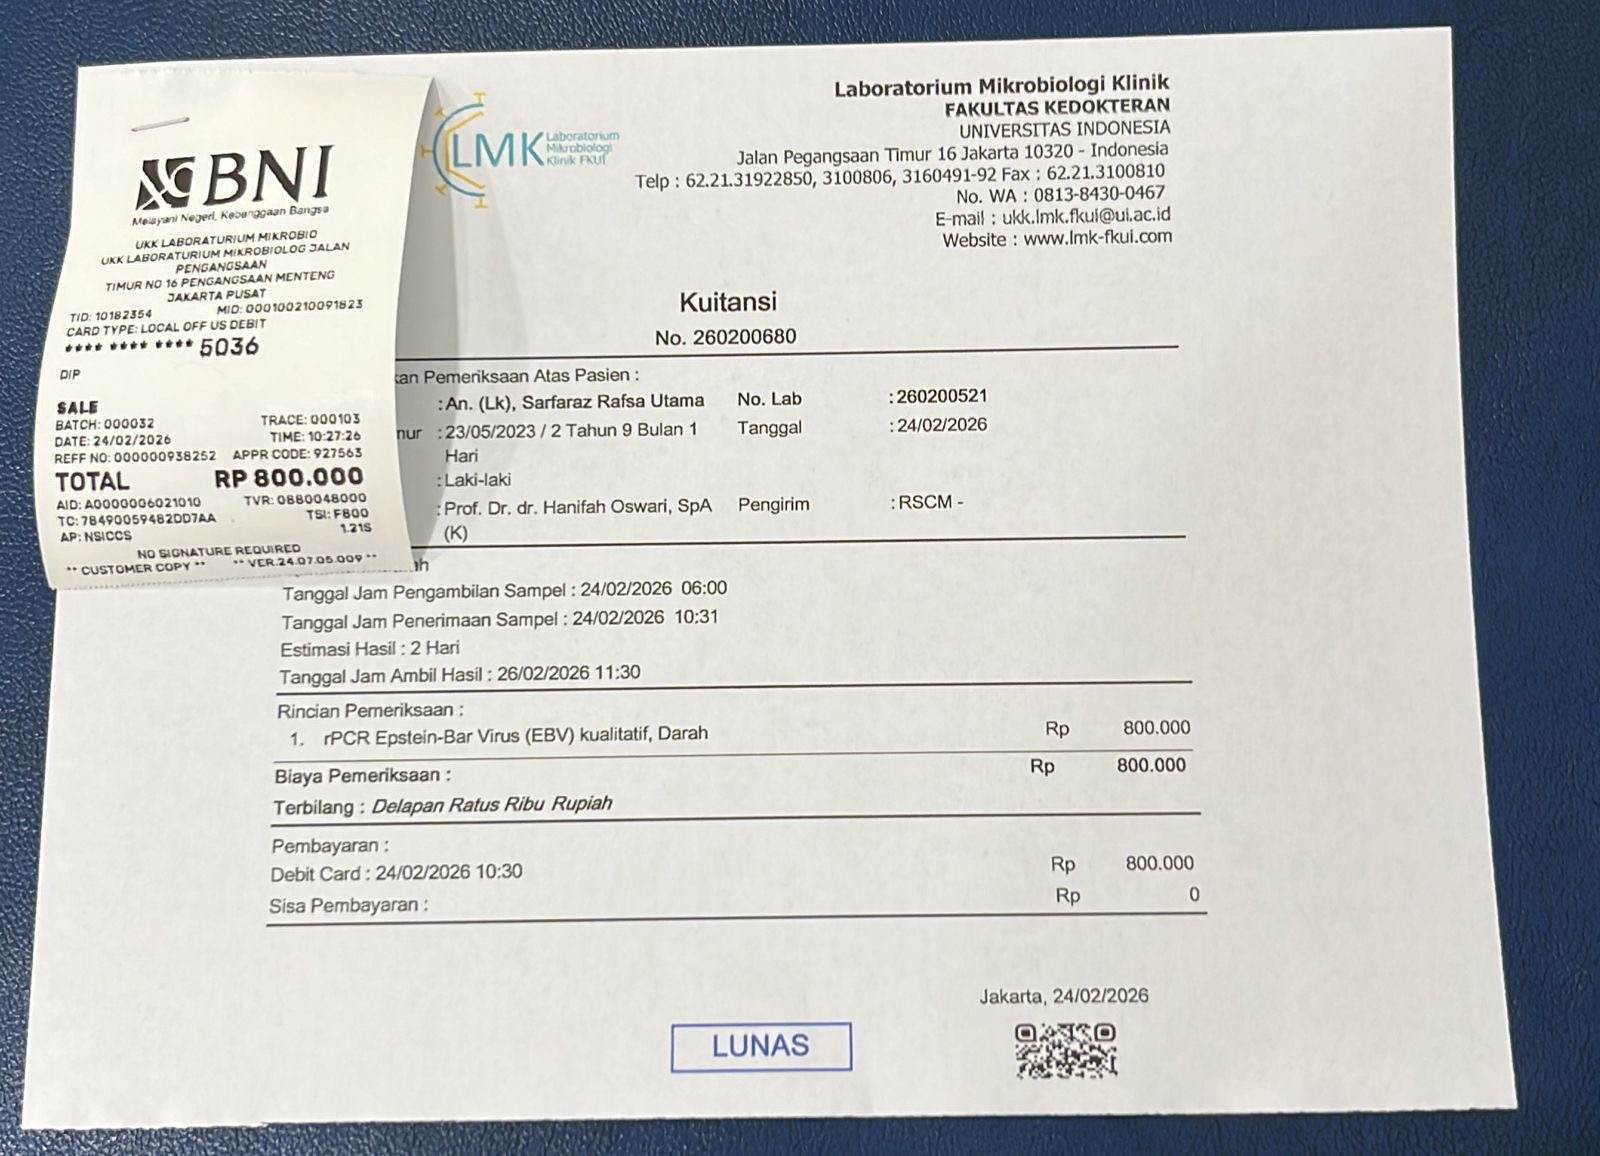 BNI
Melayani Negeri, Kebanggaan Bangsa
UKK LABORATURIUM MIKROBIO
UKK LABORATURIUM MIKROBIOLOG JALAN
PENGANGSAAN
TIMUR NO 16 PENGANGSAAN MENTENG
JAKARTA PUSAT
TID: 10182354 MID: 000100210091823
CARD TYPE: LOCAL OFF US DEBIT
**** **** **** 5036
DIP
SALE
BATCH: 000032 TRACE: 000103
DATE: 24/02/2026 TIME: 10:27:26
REFF NO: 000000938252 APPR CODE: 927563
TOTAL RP 800.000
AID: A0000006021010 TVR: 0880048000
TC: 78490059482DD7AA TSI: F800
AP: NSICCS 1.21S
NO SIGNATURE REQUIRED
** CUSTOMER COPY ** ** VER.24.07.05.009 **
LMK Laboratorium
Mikrobiologi
Klinik FKUI
Laboratorium Mikrobiologi Klinik
FAKULTAS KEDOKTERAN
UNIVERSITAS INDONESIA
Jalan Pegangsaan Timur 16 Jakarta 10320 - Indonesia
Telp : 62.21.31922850, 3100806, 3160491-92 Fax : 62.21.3100810
No. WA : 0813-8430-0467
E-mail : ukk.lmk.fkui@ui.ac.id
Website : www.lmk-fkui.com
Kuitansi
No. 260200680
kan Pemeriksaan Atas Pasien :
: An. (Lk), Sarfaraz Rafsa Utama No. Lab : 260200521
mur : 23/05/2023 / 2 Tahun 9 Bulan 1 Tanggal : 24/02/2026
Hari
: Laki-laki
: Prof. Dr. dr. Hanifah Oswari, SpA Pengirim : RSCM -
(K)
ah
Tanggal Jam Pengambilan Sampel : 24/02/2026 06:00
Tanggal Jam Penerimaan Sampel : 24/02/2026 10:31
Estimasi Hasil : 2 Hari
Tanggal Jam Ambil Hasil : 26/02/2026 11:30
Rincian Pemeriksaan :
1. rPCR Epstein-Bar Virus (EBV) kualitatif, Darah Rp 800.000
Biaya Pemeriksaan : Rp 800.000
Terbilang : Delapan Ratus Ribu Rupiah
Pembayaran :
Debit Card : 24/02/2026 10:30 Rp 800.000
Sisa Pembayaran : Rp 0
Jakarta, 24/02/2026
LUNAS